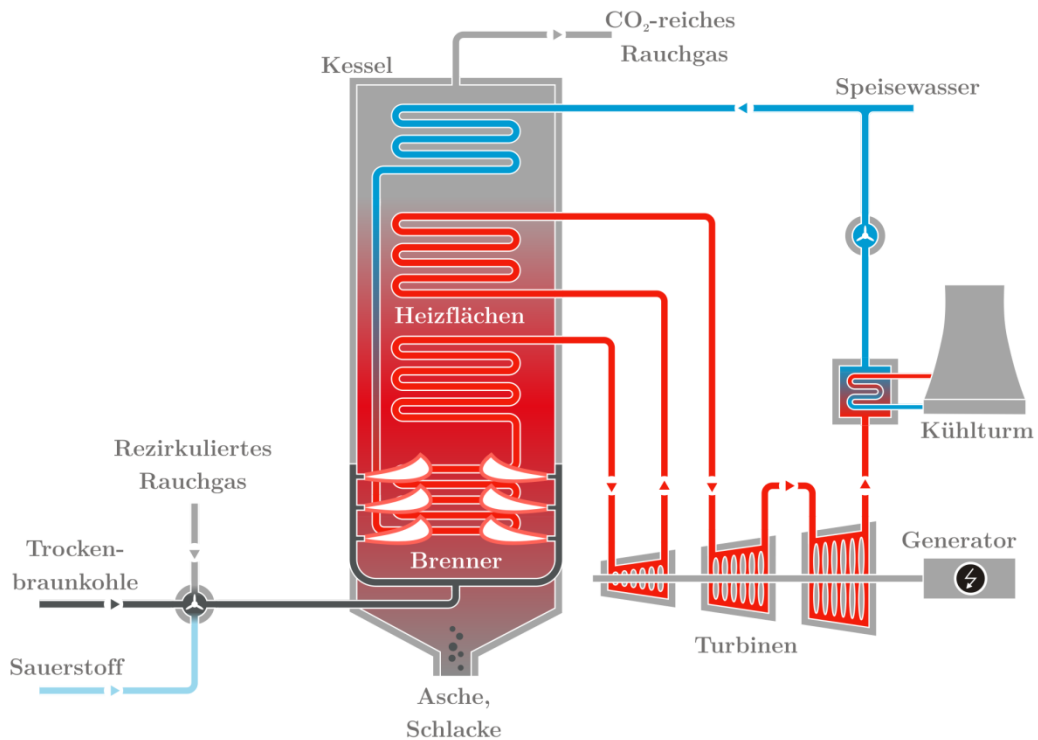 CO₂-reiches
Rauchgas
Kessel
Speisewasser
Heizflächen
Kühlturm
Rezirkuliertes
Rauchgas
Trocken-
braunkohle
Brenner
Generator
Turbinen
Sauerstoff
Asche,
Schlacke